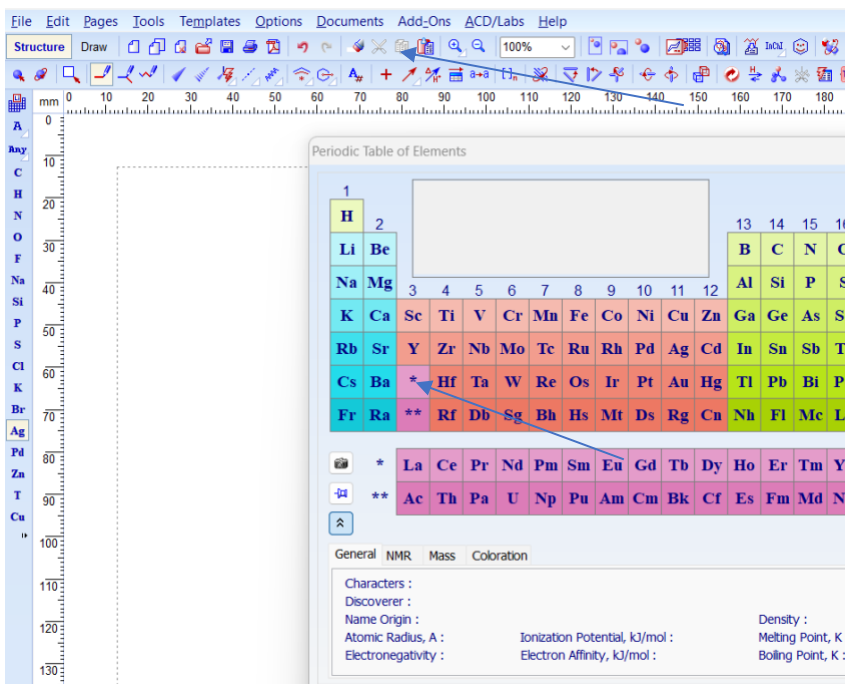 File Edit Pages Tools Templates Options Documents Add-Ons ACD/Labs Help
Structure Draw 100% InChI
A a→a
mm 0 10 20 30 40 50 60 70 80 90 100 110 120 130 140 150 160 170 180
0
A
Any
10
C
H
20
N
O
30
F
Na
40
Si
P
50
S
Cl
60
K
Br
70
Ag
Pd
80
Zn
T
90
Cu
100
110
120
130
Periodic Table of Elements
1
H 2 13 14 15 16
Li Be B C N
Na Mg 3 4 5 6 7 8 9 10 11 12 Al Si P S
K Ca Sc Ti V Cr Mn Fe Co Ni Cu Zn Ga Ge As S
Rb Sr Y Zr Nb Mo Tc Ru Rh Pd Ag Cd In Sn Sb T
Cs Ba * Hf Ta W Re Os Ir Pt Au Hg Tl Pb Bi P
Fr Ra ** Rf Db Sg Bh Hs Mt Ds Rg Cn Nh Fl Mc L
* La Ce Pr Nd Pm Sm Eu Gd Tb Dy Ho Er Tm Y
** Ac Th Pa U Np Pu Am Cm Bk Cf Es Fm Md N
General NMR Mass Coloration
Characters :
Discoverer :
Name Origin : Density :
Atomic Radius, A : Ionization Potential, kJ/mol : Melting Point, K
Electronegativity : Electron Affinity, kJ/mol : Boiling Point, K :